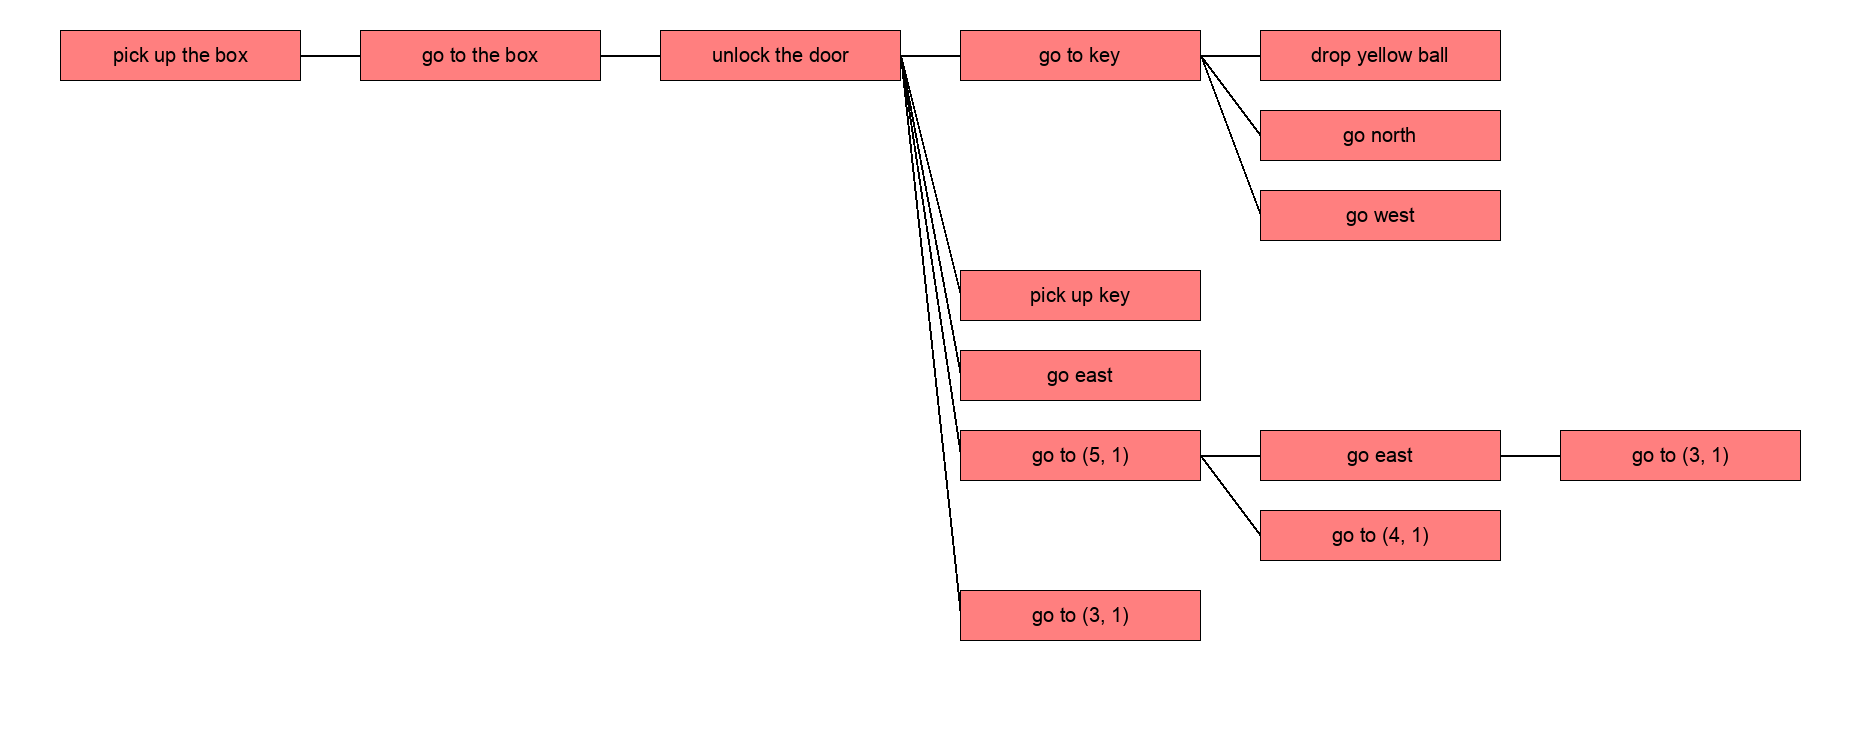 pick up the box
go to the box
unlock the door
go to key
drop yellow ball
go north
go west
pick up key
go east
go to (5, 1)
go east
go to (3, 1)
go to (4, 1)
go to (3, 1)